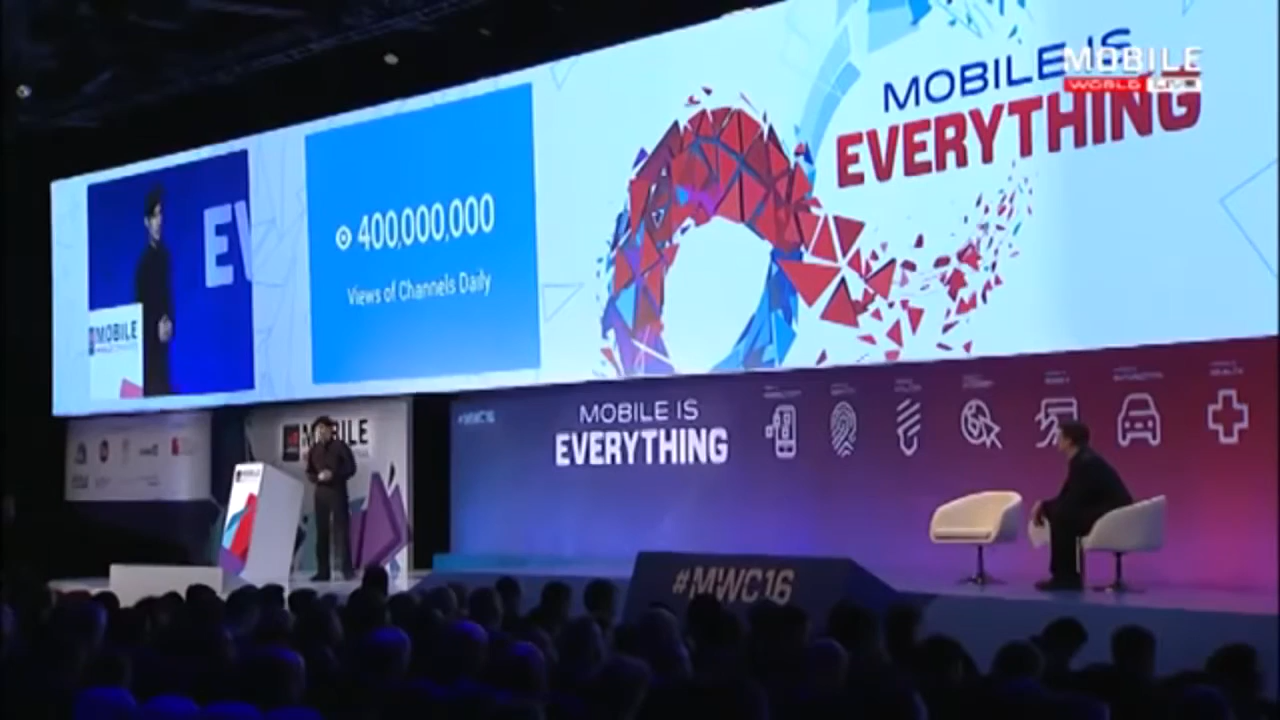 MOBILE IS
EVERYTHING
MOBILE
WORLD LIVE
400,000,000
Views of Channels Daily
EV
MOBILE
#MWC16
MOBILE IS
EVERYTHING
MOBILE
#MWC16